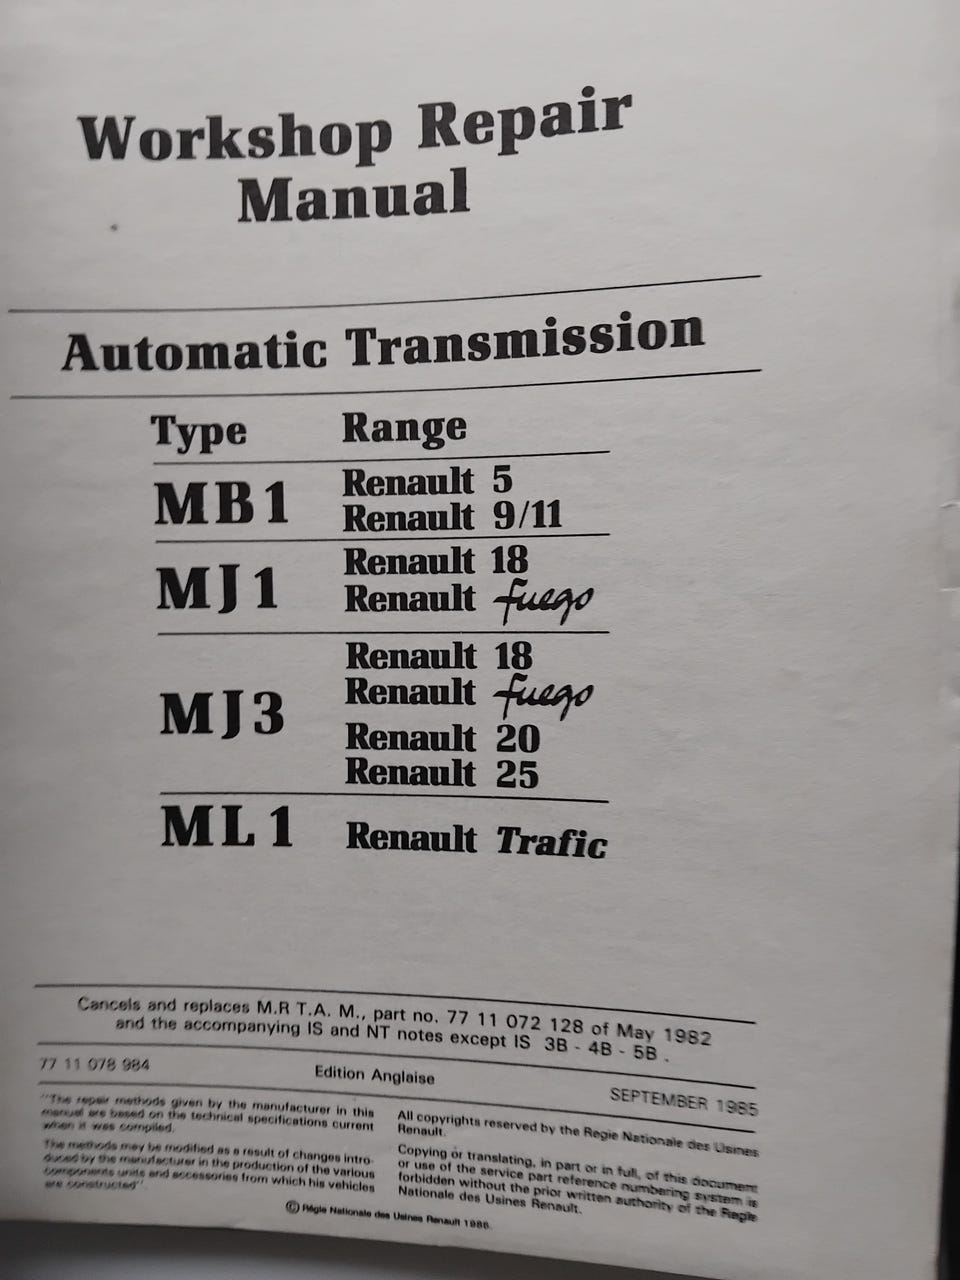 Workshop Repair
Manual
Automatic Transmission
Type Range
MB1 Renault 5
Renault 9/11
MJ1 Renault 18
Renault fuego
MJ3 Renault 18
Renault fuego
Renault 20
Renault 25
ML1 Renault Trafic
Cancels and replaces M.R T.A. M., part no. 77 11 072 128 of May 1982
and the accompanying IS and NT notes except IS 3B - 4B - 5B .
77 11 078 984 Edition Anglaise SEPTEMBER 1985
"The repair methods given by the manufacturer in this
manual are based on the technical specifications current
when it was compiled.
The methods may be modified as a result of changes intro-
duced by the manufacturer in the production of the various
components units and accessories from which his vehicles
are constructed"
All copyrights reserved by the Regie Nationale des Usines
Renault.
Copying or translating, in part or in full, of this document
or use of the service part reference numbering system is
forbidden without the prior written authority of the Regie
Nationale des Usines Renault.
© Régie Nationale des Usines Renault